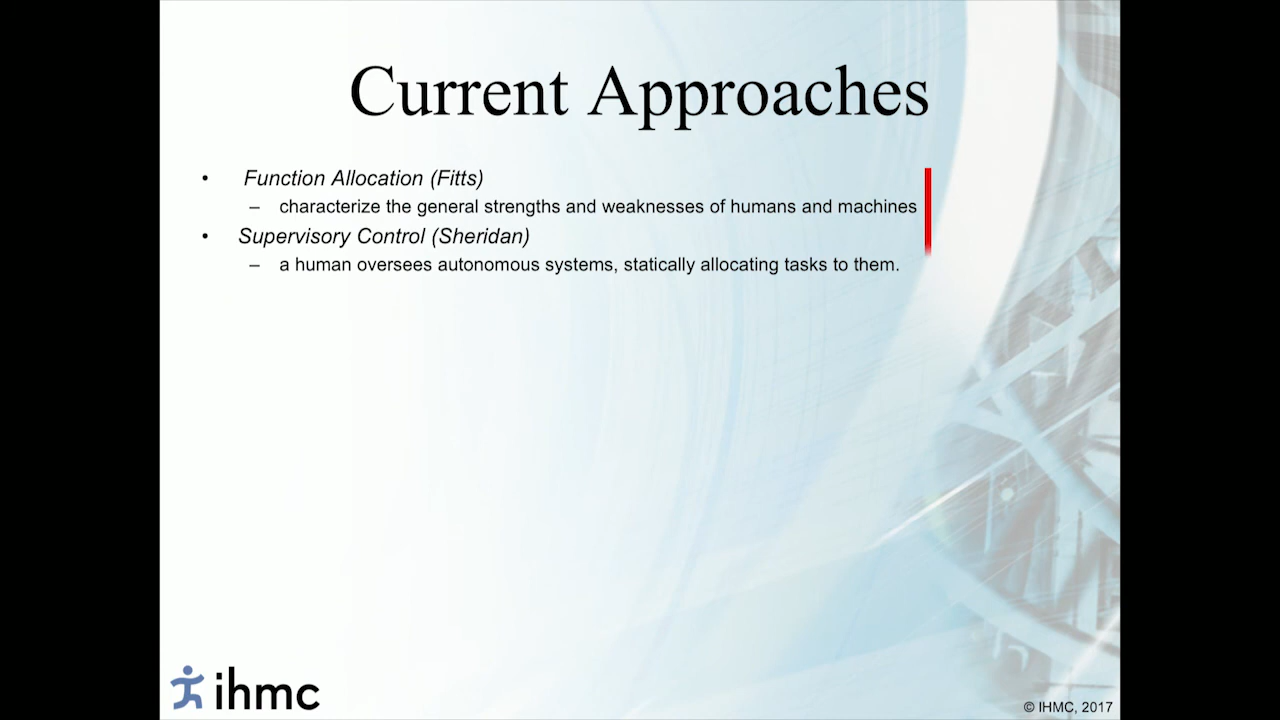 Current Approaches
• Function Allocation (Fitts)
– characterize the general strengths and weaknesses of humans and machines
• Supervisory Control (Sheridan)
– a human oversees autonomous systems, statically allocating tasks to them.
ihmc
© IHMC, 2017